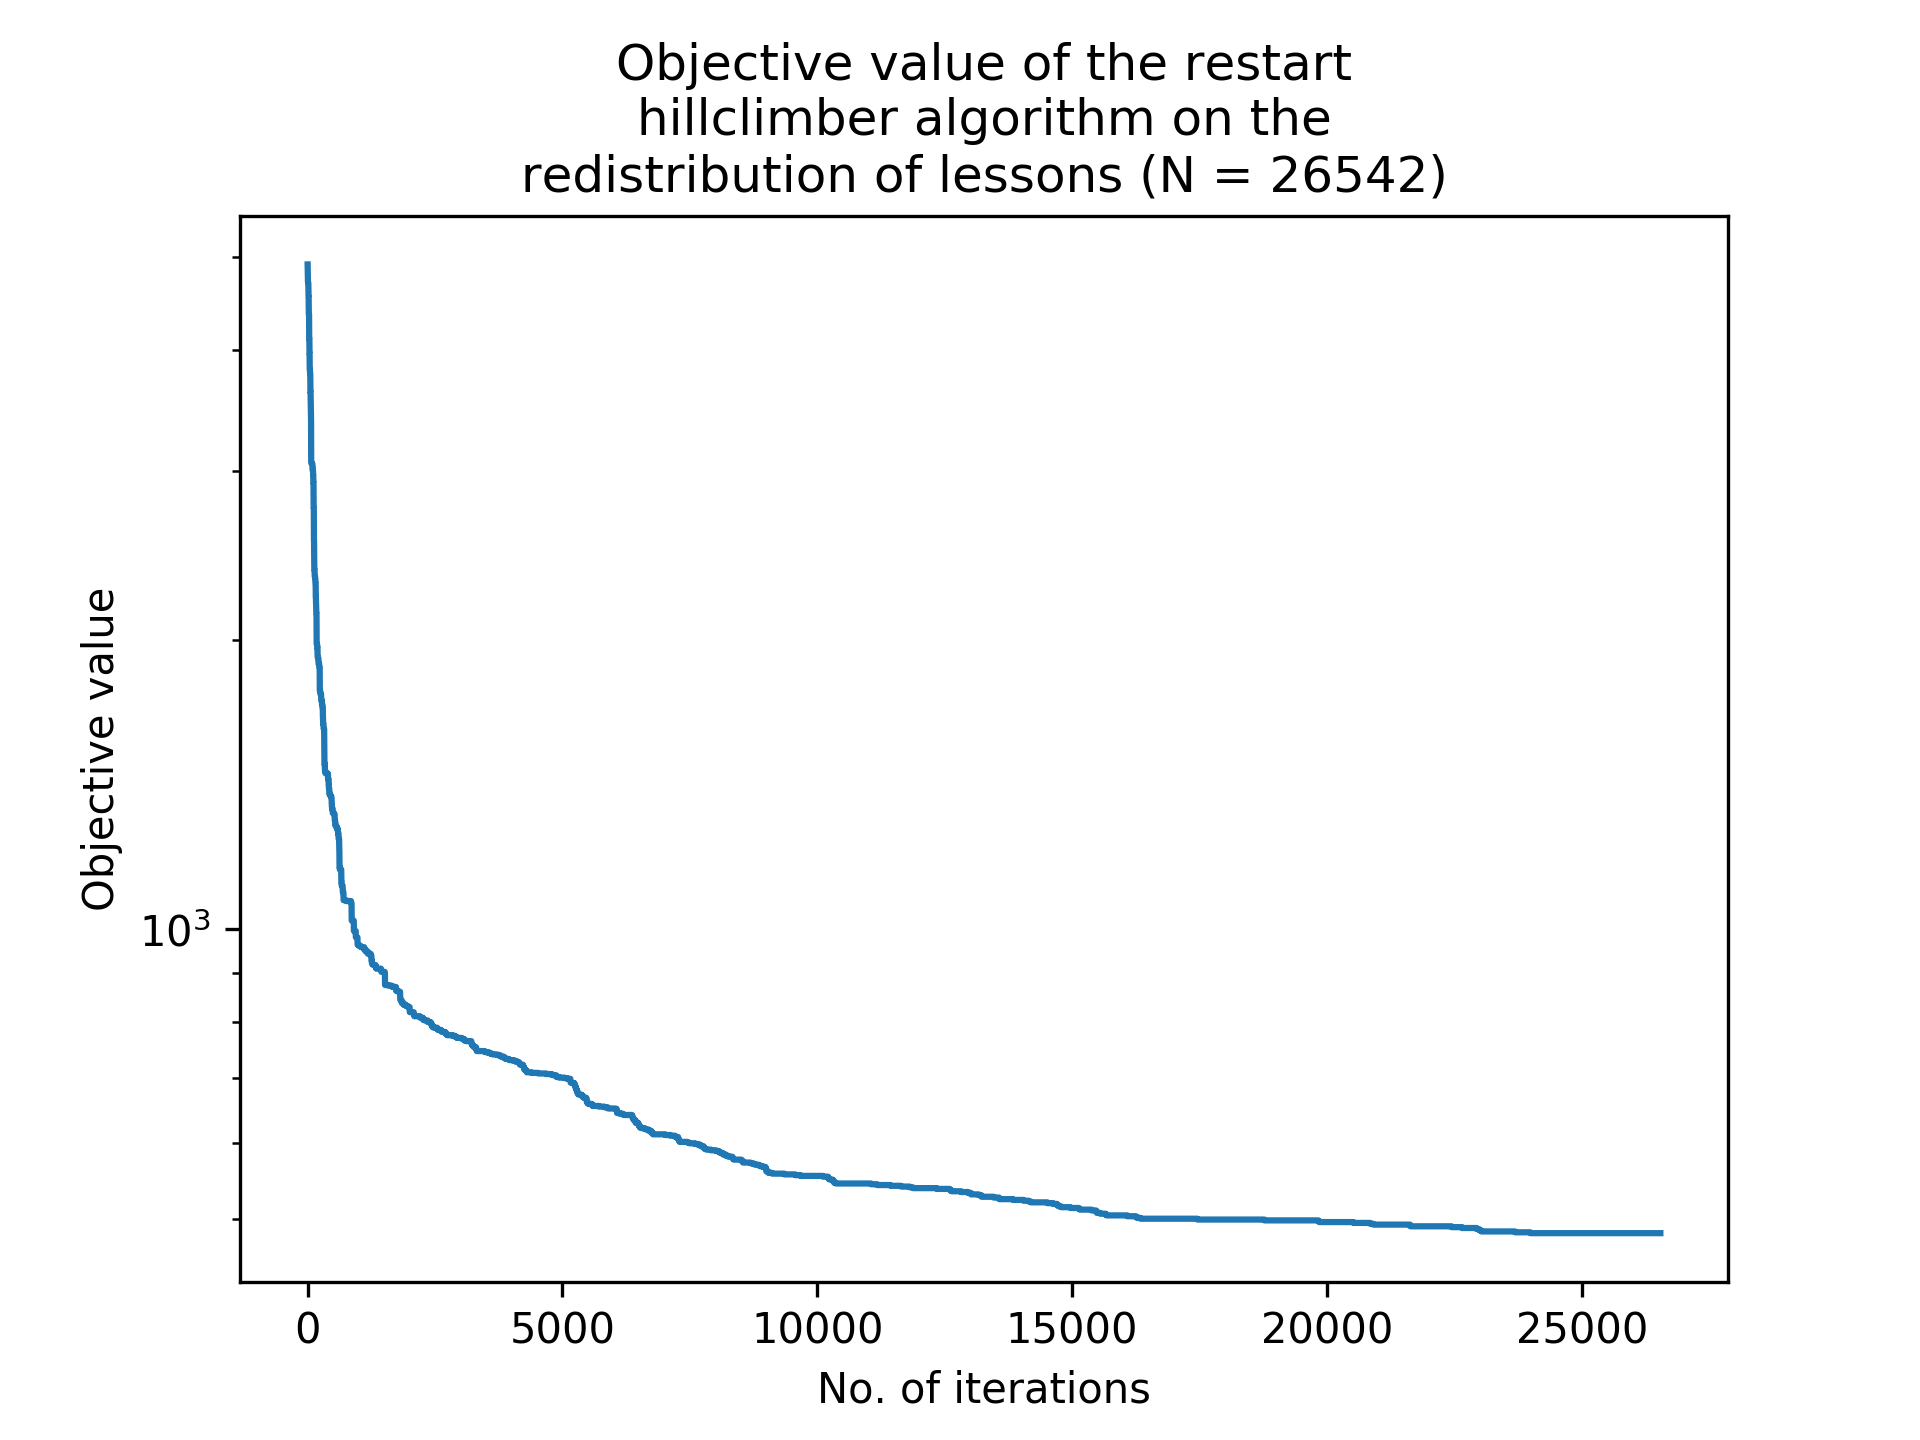 Objective value of the restart
hillclimber algorithm on the
redistribution of lessons (N = 26542)
Objective value
10³
0 5000 10000 15000 20000 25000
No. of iterations